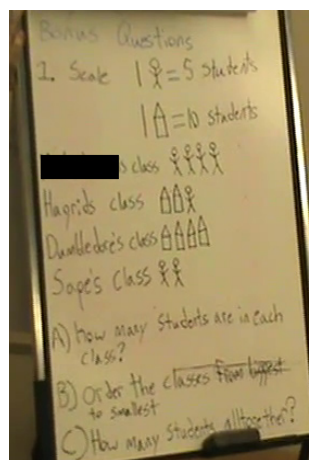 Bonus Questions
1. Scale 1 = 5 students
1 = 10 students
s class
Hagrids class
Dumbledore's class
Snape's class
A) how many students are in each
class?
B) Order the classes from biggest
to smallest
C) How many students alltogether?